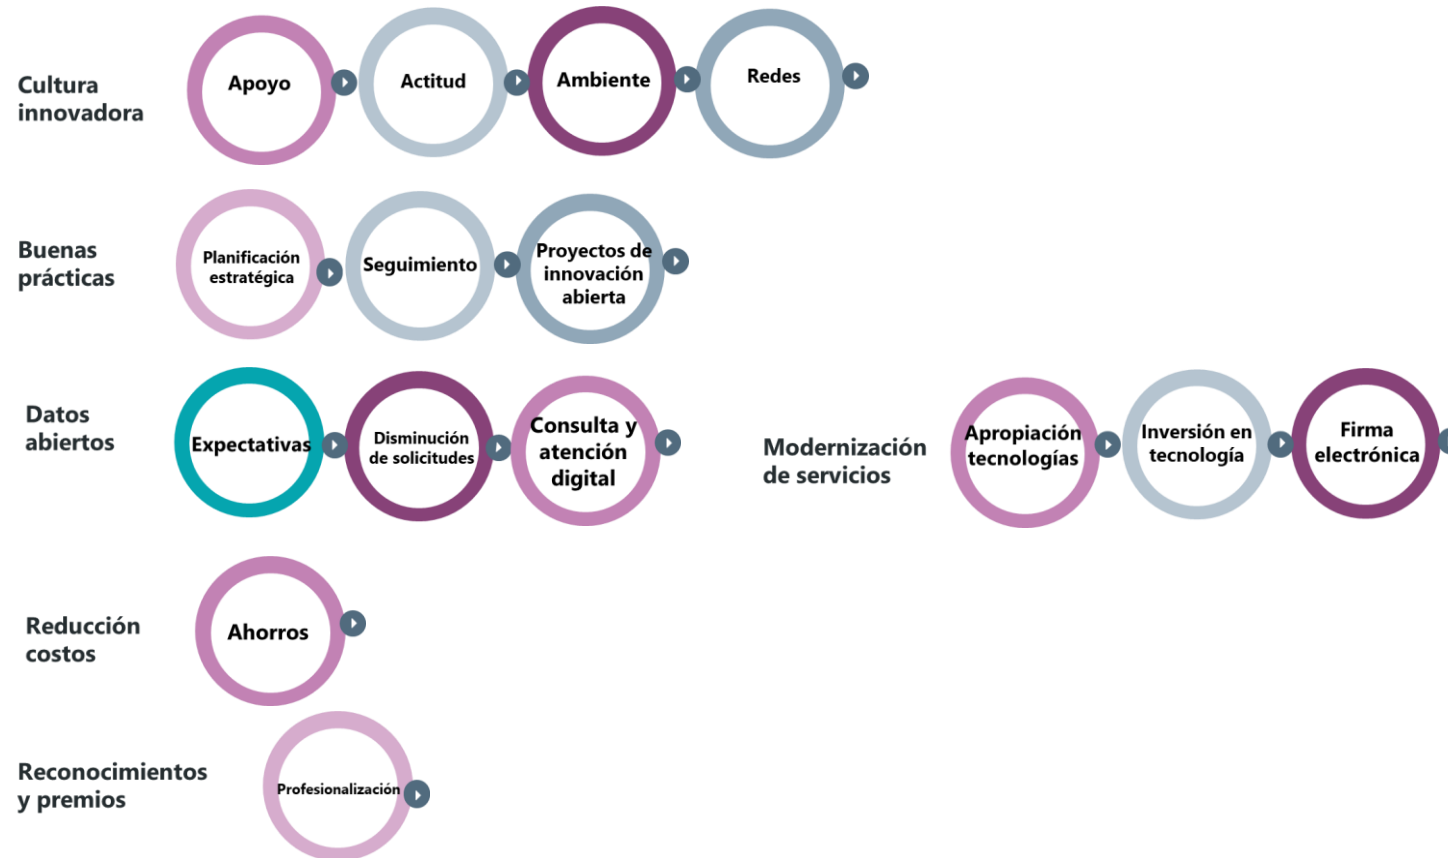 Cultura
innovadora
Apoyo
Actitud
Ambiente
Redes
Buenas
prácticas
Planificación
estratégica
Seguimiento
Proyectos de
innovación
abierta
Datos
abiertos
Expectativas
Disminución
de solicitudes
Consulta y
atención
digital
Modernización
de servicios
Apropiación
tecnologías
Inversión en
tecnología
Firma
electrónica
Reducción
costos
Ahorros
Reconocimientos
y premios
Profesionalización